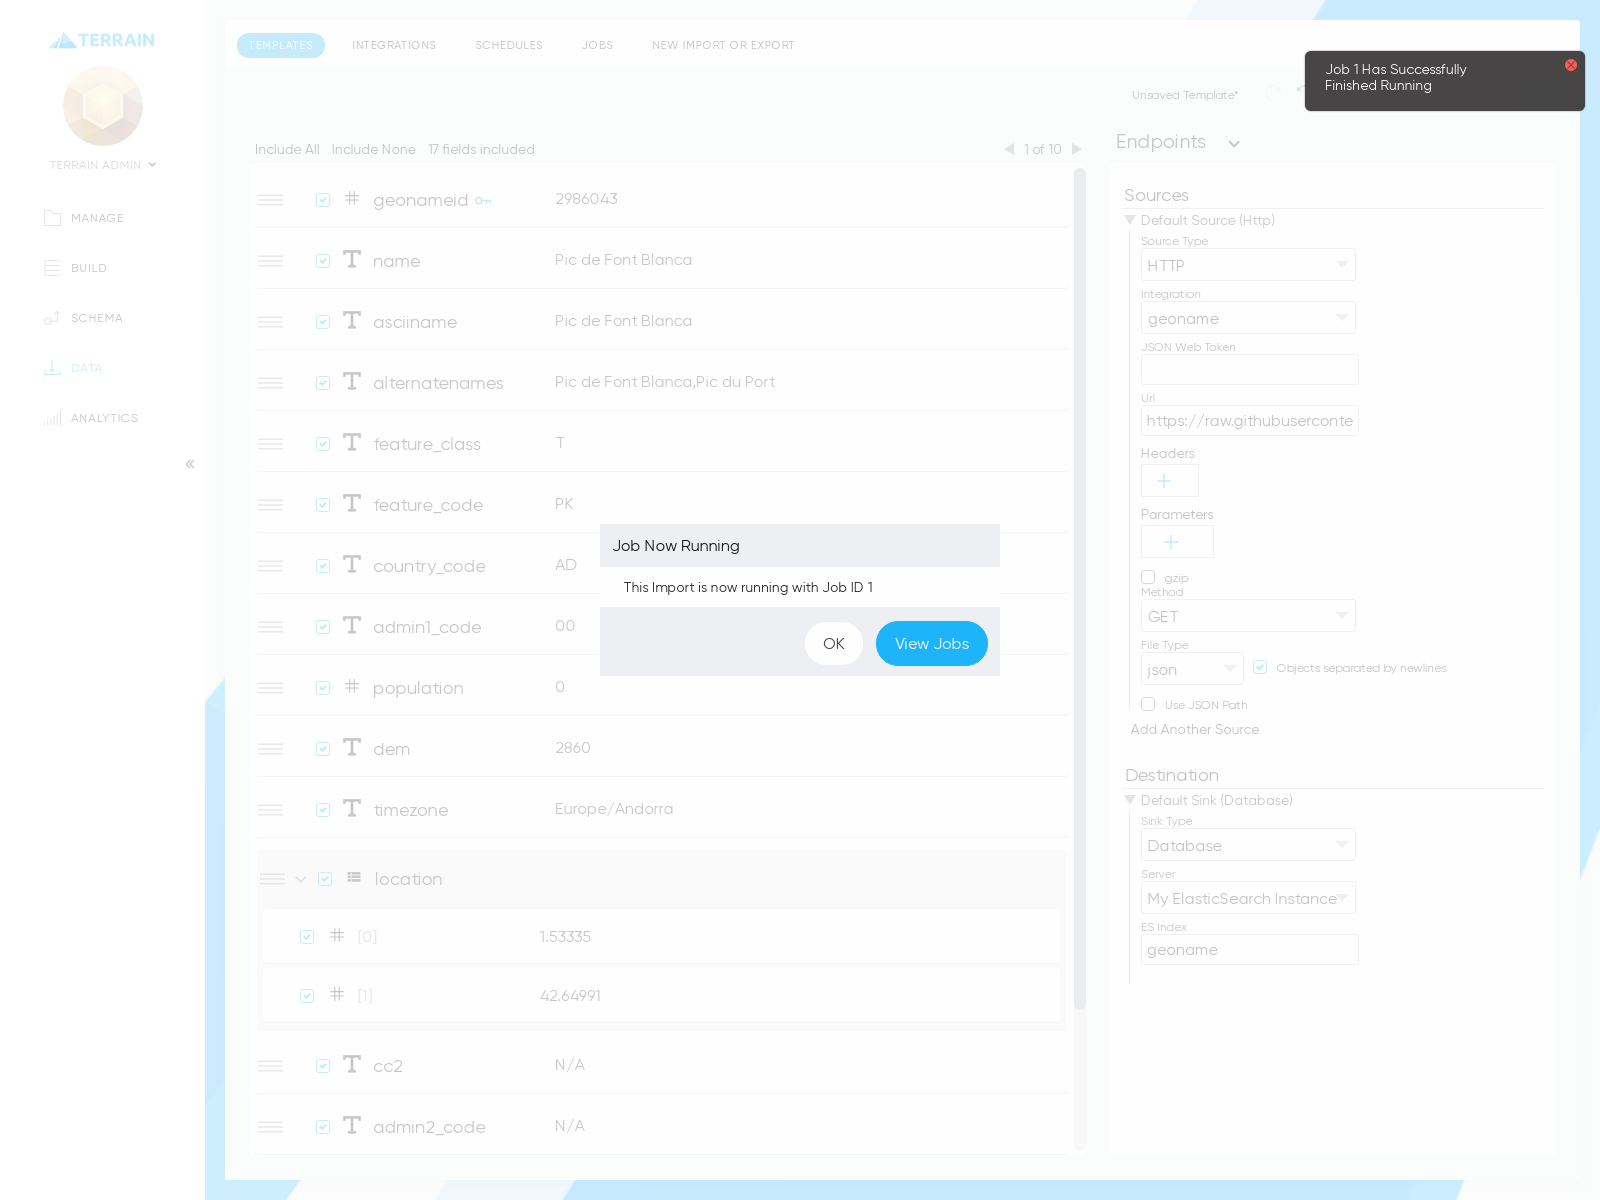 TERRAIN
TERRAIN ADMIN
MANAGE
BUILD
SCHEMA
DATA
ANALYTICS
TEMPLATES INTEGRATIONS SCHEDULES JOBS NEW IMPORT OR EXPORT
Job 1 Has Successfully
Finished Running
Unsaved Template*
Include All Include None 17 fields included
1 of 10
geonameid 2986043
name Pic de Font Blanca
asciiname Pic de Font Blanca
alternatenames Pic de Font Blanca,Pic du Port
feature_class T
feature_code PK
country_code AD
admin1_code 00
population 0
dem 2860
timezone Europe/Andorra
location
[0] 1.53335
[1] 42.64991
cc2 N/A
admin2_code N/A
Job Now Running
This Import is now running with Job ID 1
OK View Jobs
Endpoints
Sources
Default Source (Http)
Source Type
HTTP
Integration
geoname
JSON Web Token
Url
https://raw.githubuserconte
Headers
Parameters
gzip
Method
GET
File Type
json Objects separated by newlines
Use JSON Path
Add Another Source
Destination
Default Sink (Database)
Sink Type
Database
Server
My ElasticSearch Instance
ES Index
geoname